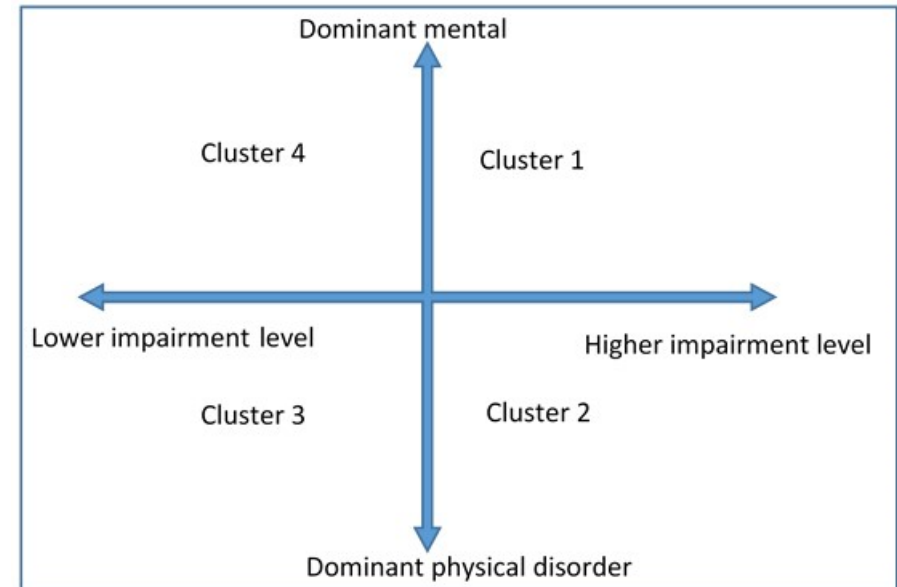 Dominant mental
Cluster 4
Cluster 1
Lower impairment level
Higher impairment level
Cluster 3
Cluster 2
Dominant physical disorder